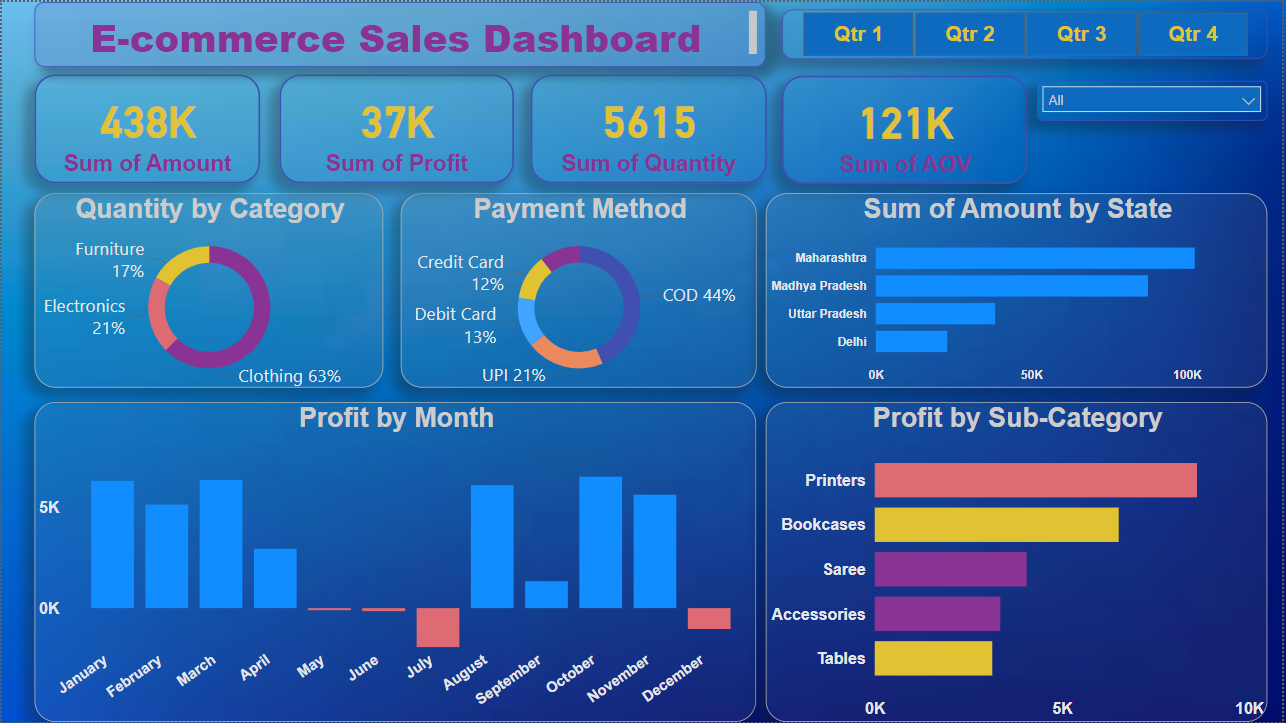 E-commerce Sales Dashboard
Qtr 1
Qtr 2
Qtr 3
Qtr 4
438K
Sum of Amount
37K
Sum of Profit
5615
Sum of Quantity
121K
Sum of AOV
All
Quantity by Category
Furniture
17%
Electronics
21%
Clothing 63%
Payment Method
Credit Card
12%
Debit Card
13%
UPI 21%
COD 44%
Sum of Amount by State
Maharashtra
Madhya Pradesh
Uttar Pradesh
Delhi
0K
50K
100K
Profit by Month
5K
0K
January
February
March
April
May
June
July
August
September
October
November
December
Profit by Sub-Category
Printers
Bookcases
Saree
Accessories
Tables
0K
5K
10K